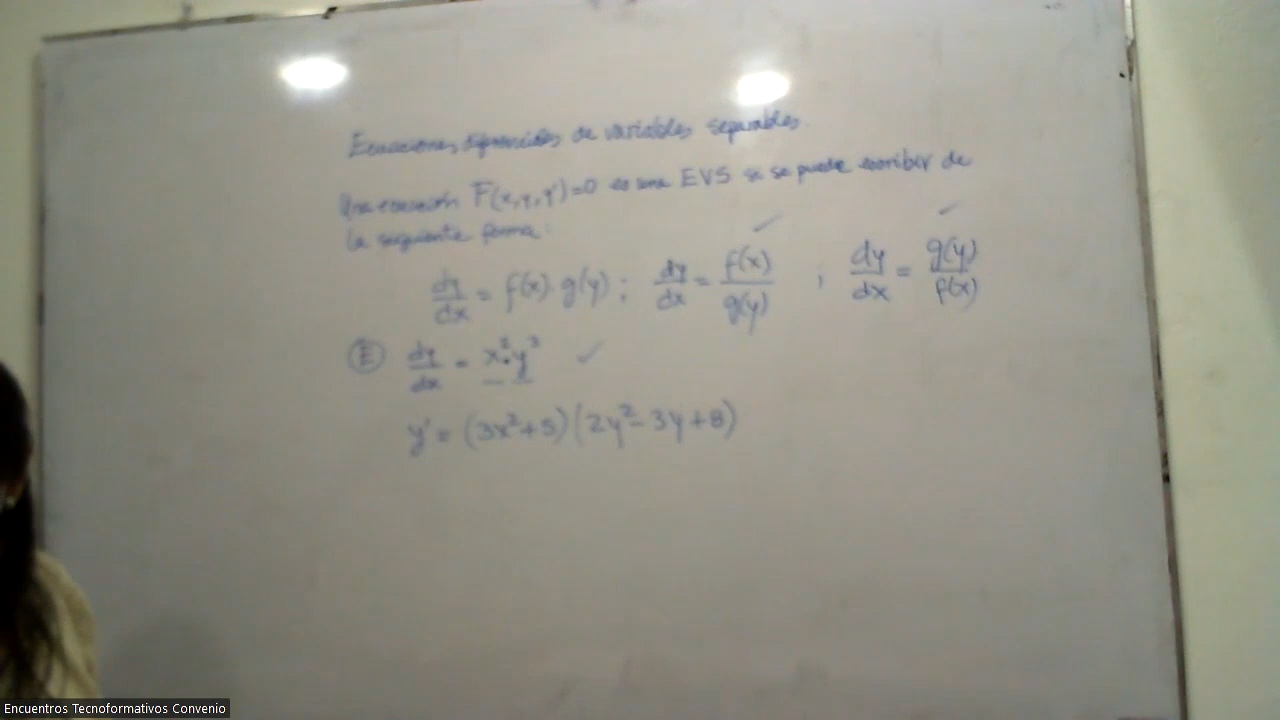 Ecuaciones diferenciales de variables separables.
Una ecuación F(x,y,y')=0 es una EVS si se puede escribir de
la siguiente forma:
dy/dx = f(x)·g(y) ; dy/dx = f(x)/g(y) ; dy/dx = g(y)/f(x)
E dy/dx = x²·y³
y' = (3x²+5)(2y²-3y+8)
Encuentros Tecnoformativos Convenio